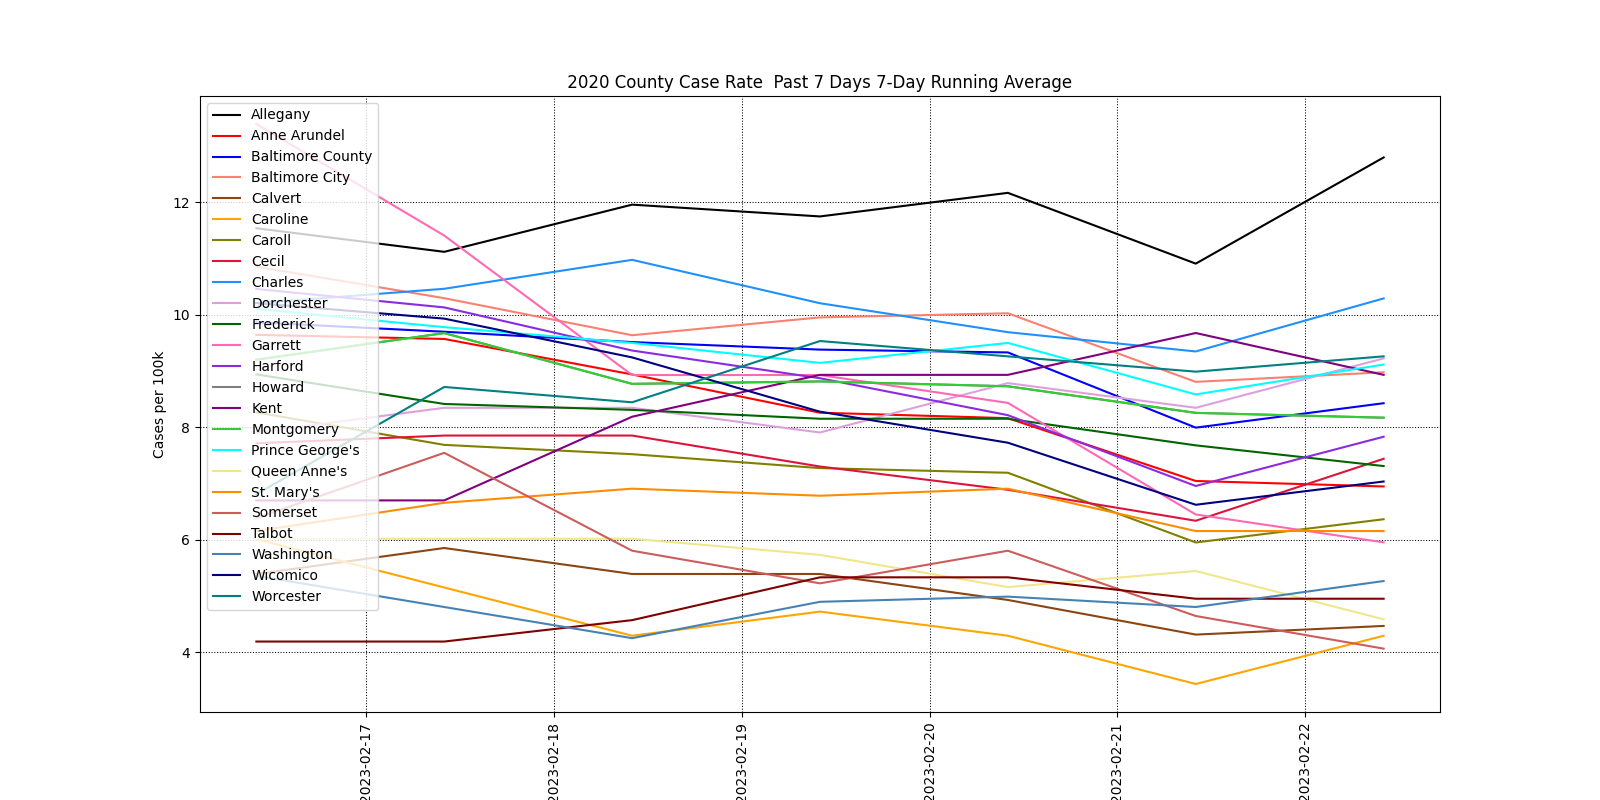 2020 County Case Rate  Past 7 Days 7-Day Running Average
Cases per 100k
12
10
8
6
4
Allegany
Anne Arundel
Baltimore County
Baltimore City
Calvert
Caroline
Caroll
Cecil
Charles
Dorchester
Frederick
Garrett
Harford
Howard
Kent
Montgomery
Prince George's
Queen Anne's
St. Mary's
Somerset
Talbot
Washington
Wicomico
Worcester
2023-02-17
2023-02-18
2023-02-19
2023-02-20
2023-02-21
2023-02-22